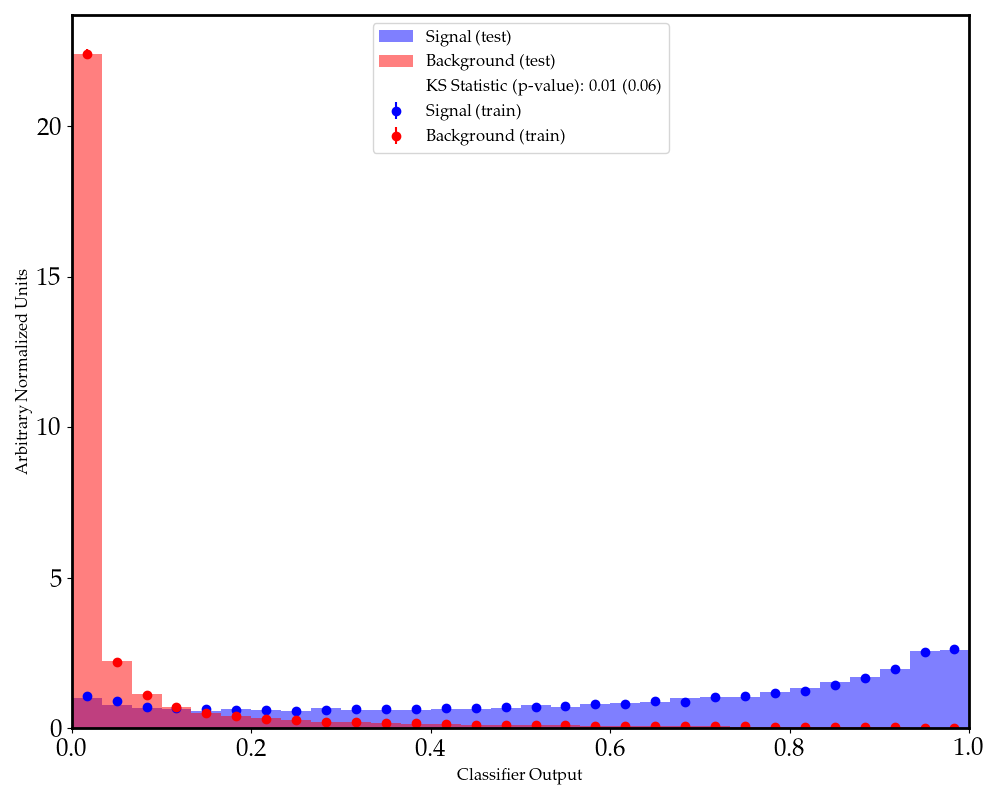 Signal (test)
Background (test)
KS Statistic (p-value): 0.01 (0.06)
Signal (train)
Background (train)
Arbitrary Normalized Units
20
15
10
5
0
0.0 0.2 0.4 0.6 0.8 1.0
Classifier Output